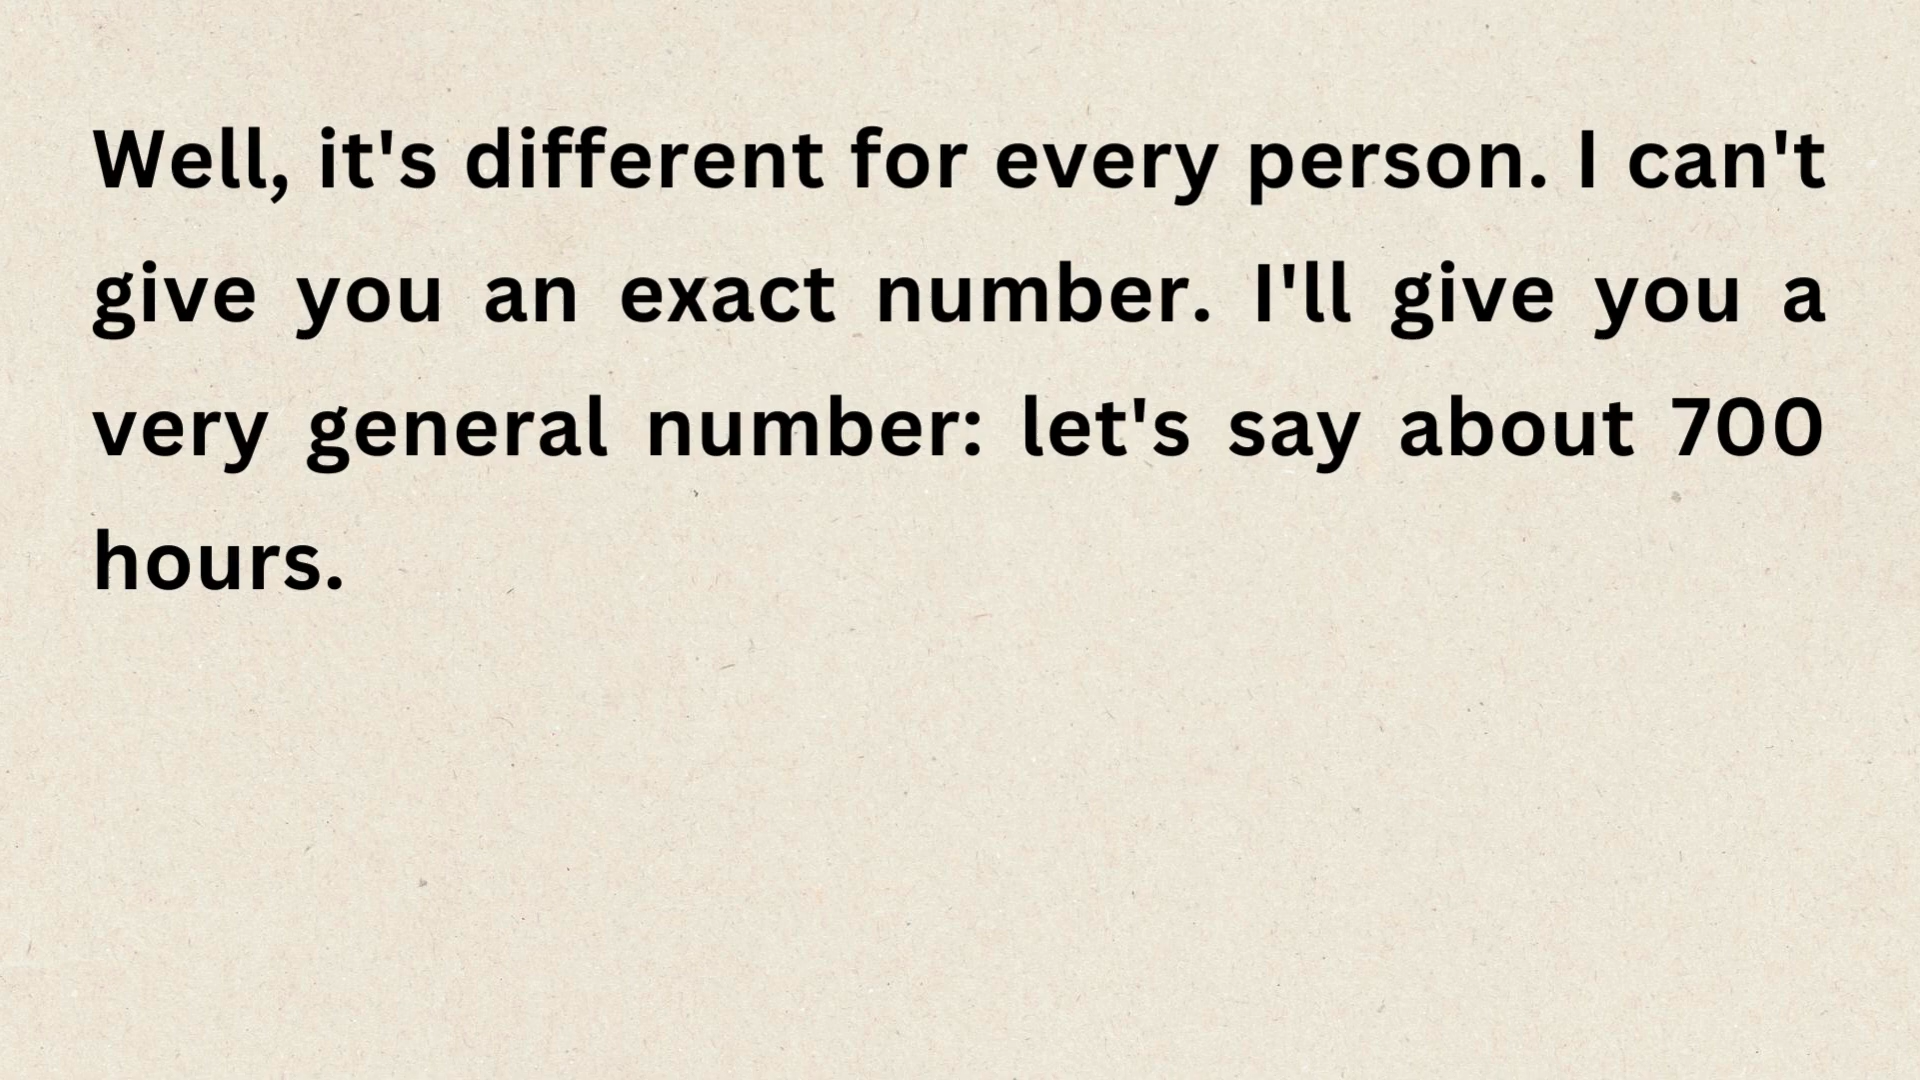 Well, it's different for every person. I can't
give you an exact number. I'll give you a
very general number: let's say about 700
hours.